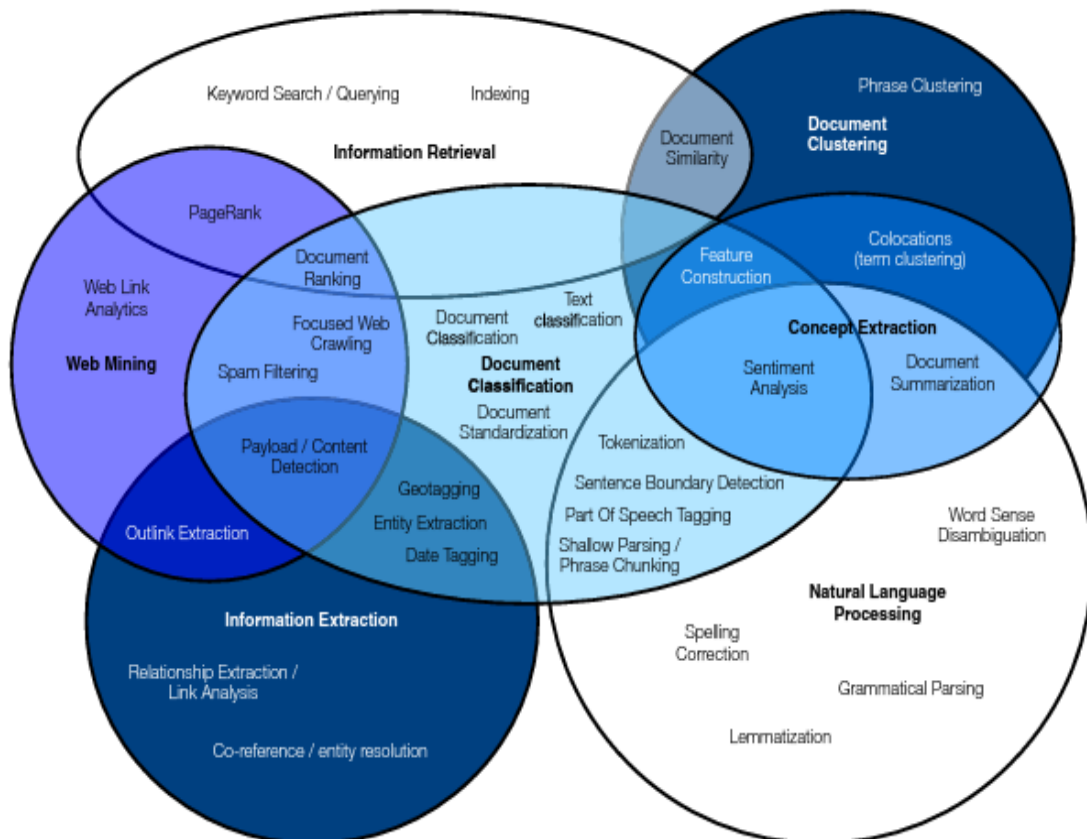 Keyword Search / Querying
Indexing
Information Retrieval
Phrase Clustering
Document
Clustering
Document
Similarity
PageRank
Document
Ranking
Web Link
Analytics
Focused Web
Crawling
Web Mining
Spam Filtering
Document
Classification
Text
classification
Document
Classification
Document
Standardization
Feature
Construction
Colocations
(term clustering)
Concept Extraction
Sentiment
Analysis
Document
Summarization
Payload / Content
Detection
Outlink Extraction
Geotagging
Entity Extraction
Date Tagging
Tokenization
Sentence Boundary Detection
Part Of Speech Tagging
Shallow Parsing /
Phrase Chunking
Word Sense
Disambiguation
Natural Language
Processing
Spelling
Correction
Grammatical Parsing
Lemmatization
Information Extraction
Relationship Extraction /
Link Analysis
Co-reference / entity resolution